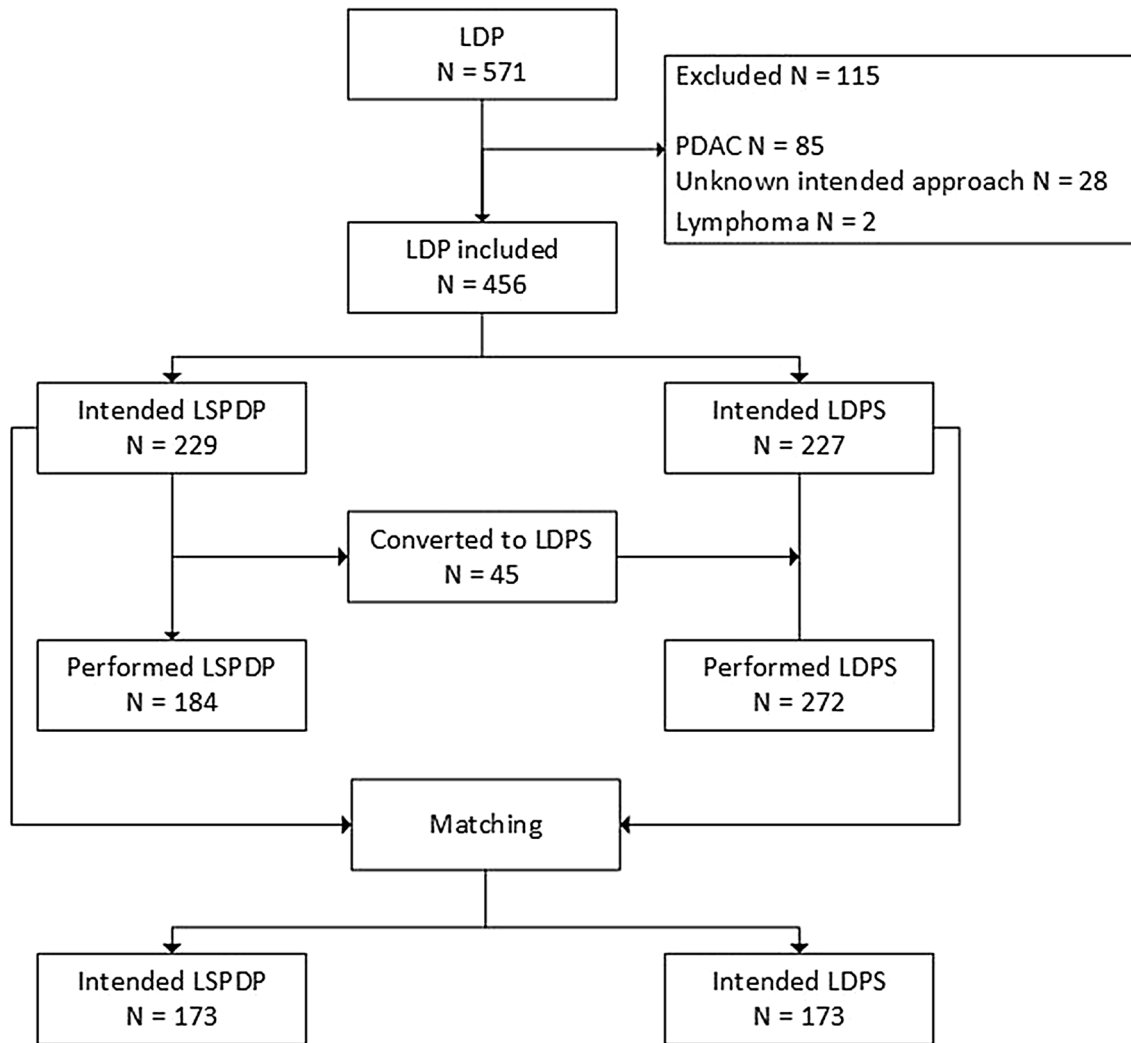 LDP
N = 571
Excluded N = 115
PDAC N = 85
Unknown intended approach N = 28
Lymphoma N = 2
LDP included
N = 456
Intended LSPDP
N = 229
Intended LDPS
N = 227
Converted to LDPS
N = 45
Performed LSPDP
N = 184
Performed LDPS
N = 272
Matching
Intended LSPDP
N = 173
Intended LDPS
N = 173